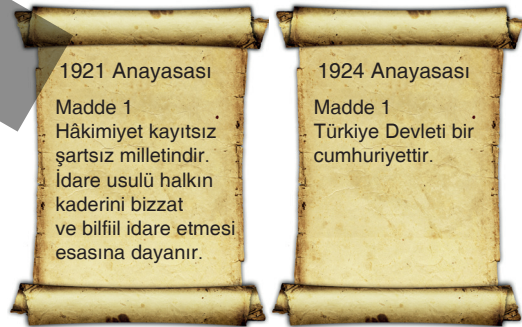 1921 Anayasası
Madde 1
Hâkimiyet kayıtsız
şartsız milletindir.
İdare usulü halkın
kaderini bizzat
ve bilfiil idare etmesi
esasına dayanır.
1924 Anayasası
Madde 1
Türkiye Devleti bir
cumhuriyettir.